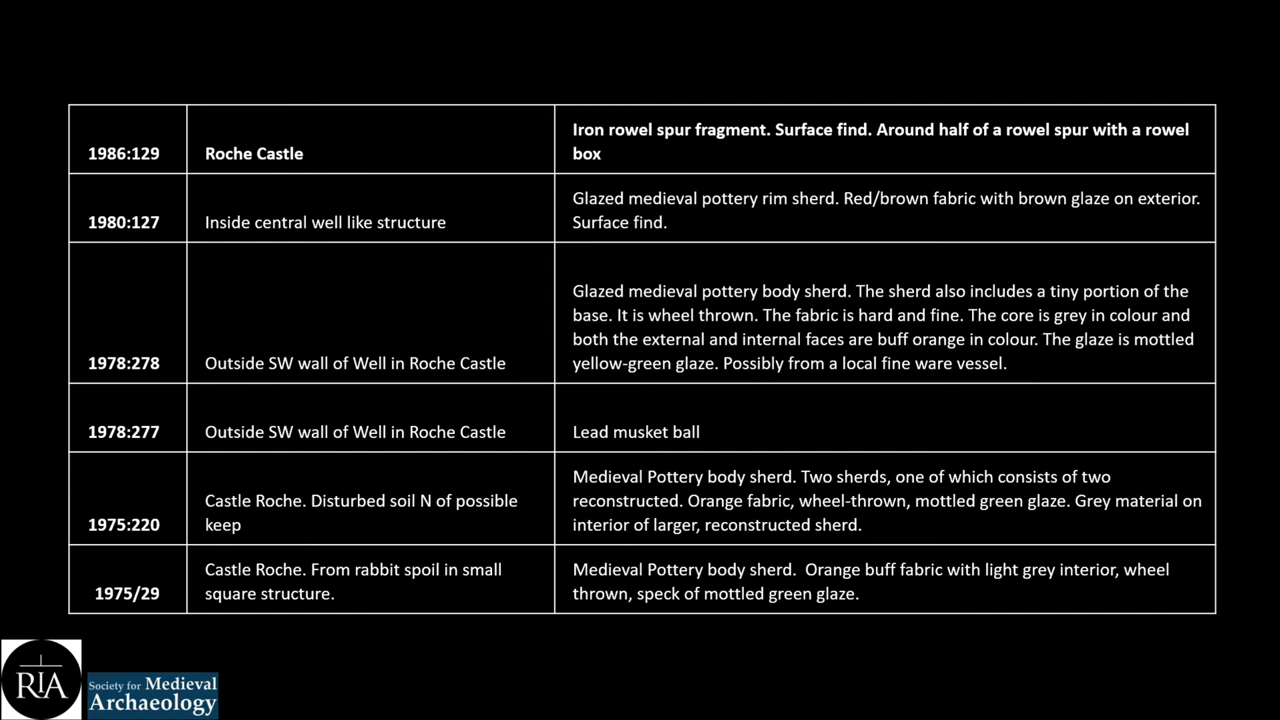 Iron rowel spur fragment. Surface find. Around half of a rowel spur with a rowel
1986:129 Roche Castle box
Glazed medieval pottery rim sherd. Red/brown fabric with brown glaze on exterior.
1980:127 Inside central well like structure Surface find.
Glazed medieval pottery body sherd. The sherd also includes a tiny portion of the
base. It is wheel thrown. The fabric is hard and fine. The core is grey in colour and
both the external and internal faces are buff orange in colour. The glaze is mottled
1978:278 Outside SW wall of Well in Roche Castle yellow-green glaze. Possibly from a local fine ware vessel.
1978:277 Outside SW wall of Well in Roche Castle Lead musket ball
Medieval Pottery body sherd. Two sherds, one of which consists of two
Castle Roche. Disturbed soil N of possible reconstructed. Orange fabric, wheel-thrown, mottled green glaze. Grey material on
1975:220 keep interior of larger, reconstructed sherd.
Castle Roche. From rabbit spoil in small Medieval Pottery body sherd. Orange buff fabric with light grey interior, wheel
1975/29 square structure. thrown, speck of mottled green glaze.
RIA
Society for Medieval
Archaeology